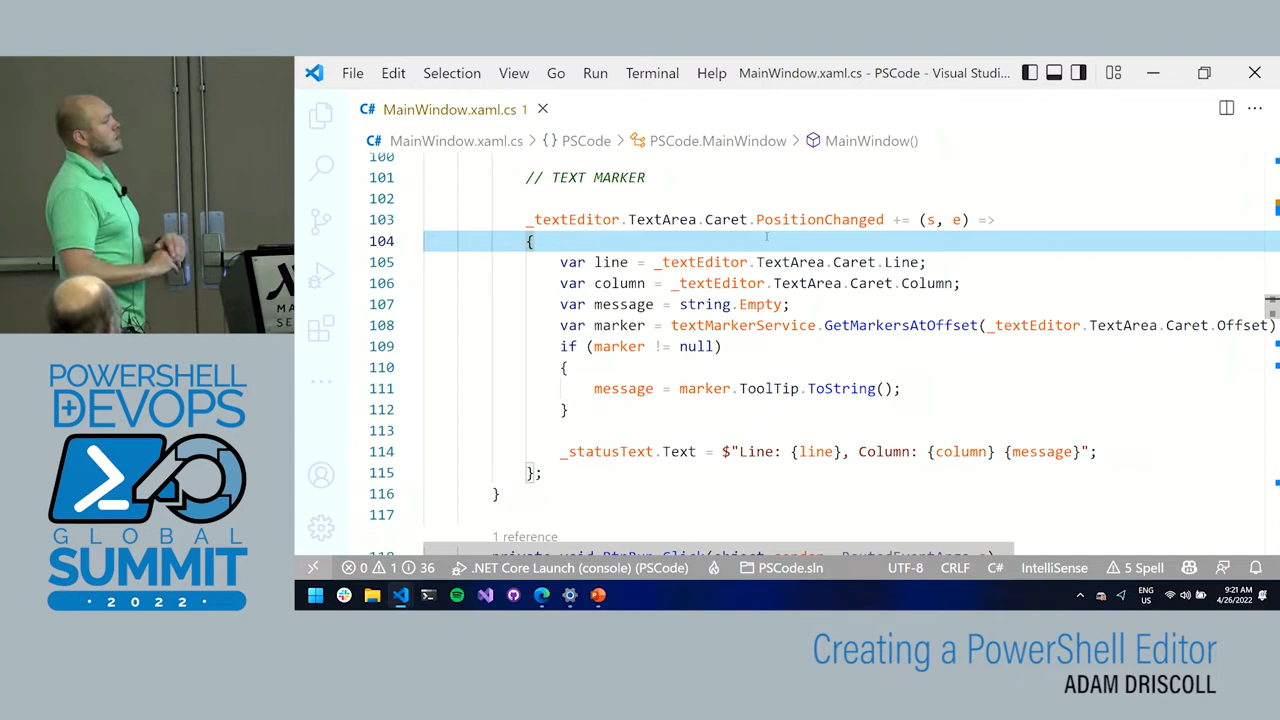 File Edit Selection View Go Run Terminal Help MainWindow.xaml.cs - PSCode - Visual Studi...
C# MainWindow.xaml.cs 1
C# MainWindow.xaml.cs > {} PSCode > PSCode.MainWindow > MainWindow()
100
101 // TEXT MARKER
102
103 _textEditor.TextArea.Caret.PositionChanged += (s, e) =>
104 {
105 var line = _textEditor.TextArea.Caret.Line;
106 var column = _textEditor.TextArea.Caret.Column;
107 var message = string.Empty;
108 var marker = textMarkerService.GetMarkersAtOffset(_textEditor.TextArea.Caret.Offset)
109 if (marker != null)
110 {
111 message = marker.ToolTip.ToString();
112 }
113
114 _statusText.Text = $"Line: {line}, Column: {column} {message}";
115 };
116 }
117
1 reference
0 1 36 .NET Core Launch (console) (PSCode) PSCode.sln UTF-8 CRLF C# IntelliSense 5 Spell
ENG US 9:21 AM 4/26/2022
POWERSHELL
+DEVOPS
GLOBAL
SUMMIT
· 2022 ·
Creating a PowerShell Editor
ADAM DRISCOLL